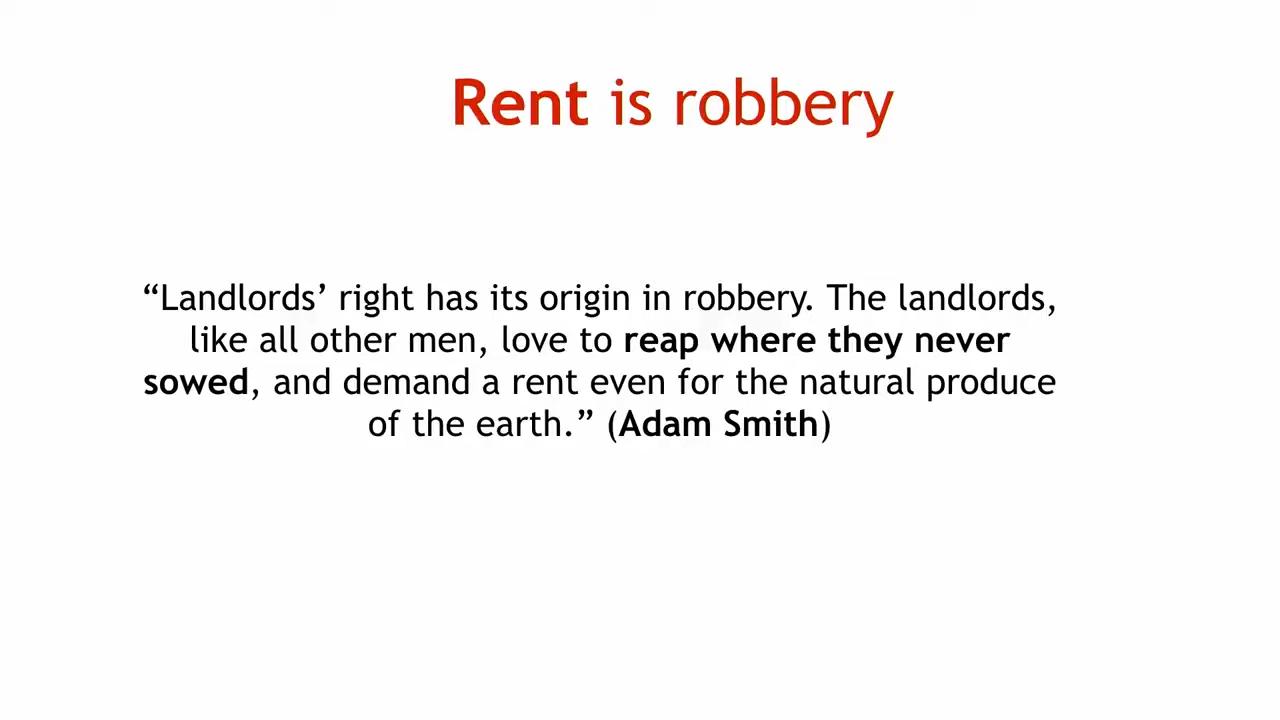 Rent is robbery
“Landlords’ right has its origin in robbery. The landlords,
like all other men, love to reap where they never
sowed, and demand a rent even for the natural produce
of the earth.” (Adam Smith)